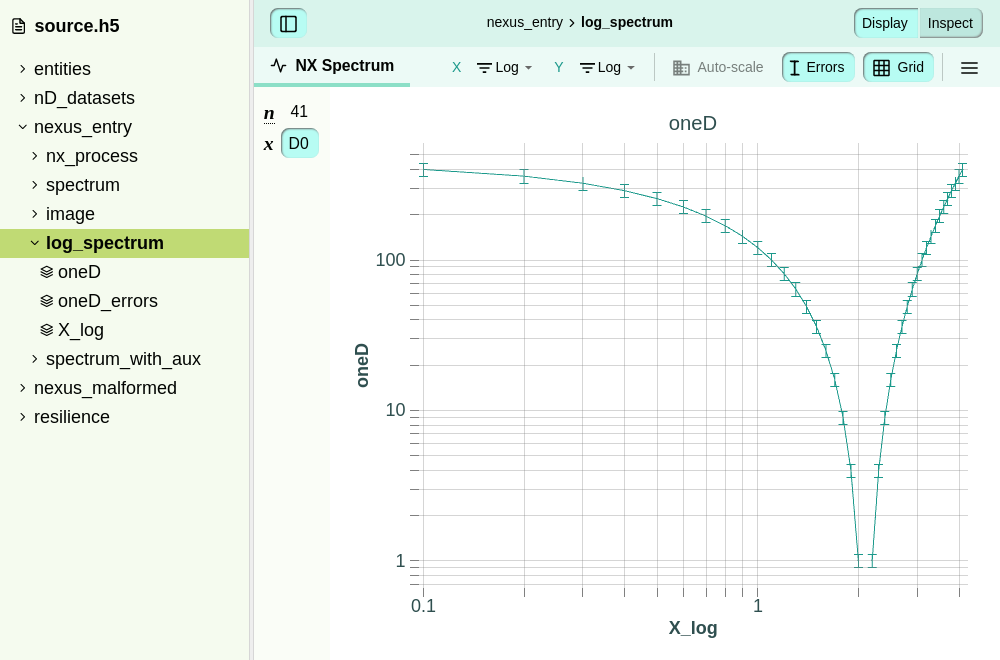 source.h5
entities
nD_datasets
nexus_entry
nx_process
spectrum
image
log_spectrum
oneD
oneD_errors
X_log
spectrum_with_aux
nexus_malformed
resilience
nexus_entry › log_spectrum
Display Inspect
NX Spectrum
X Log Y Log Auto-scale Errors Grid
n 41
x D0
oneD
100
10
1
oneD
0.1 1
X_log